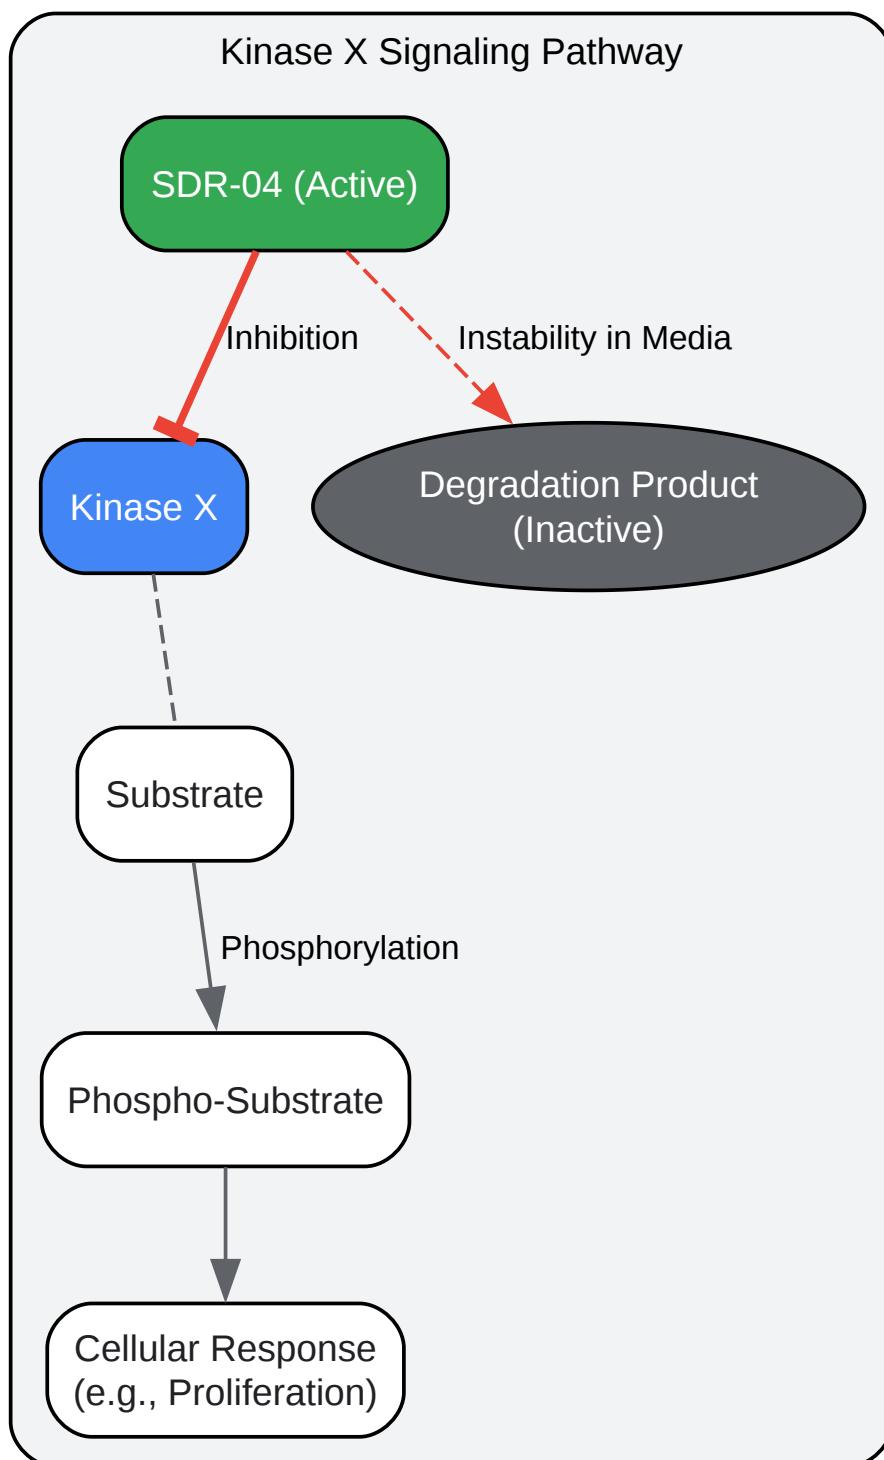 Kinase X Signaling Pathway
SDR-04 (Active)
Inhibition
Instability in Media
Kinase X
Degradation Product
(Inactive)
Substrate
Phosphorylation
Phospho-Substrate
Cellular Response
(e.g., Proliferation)